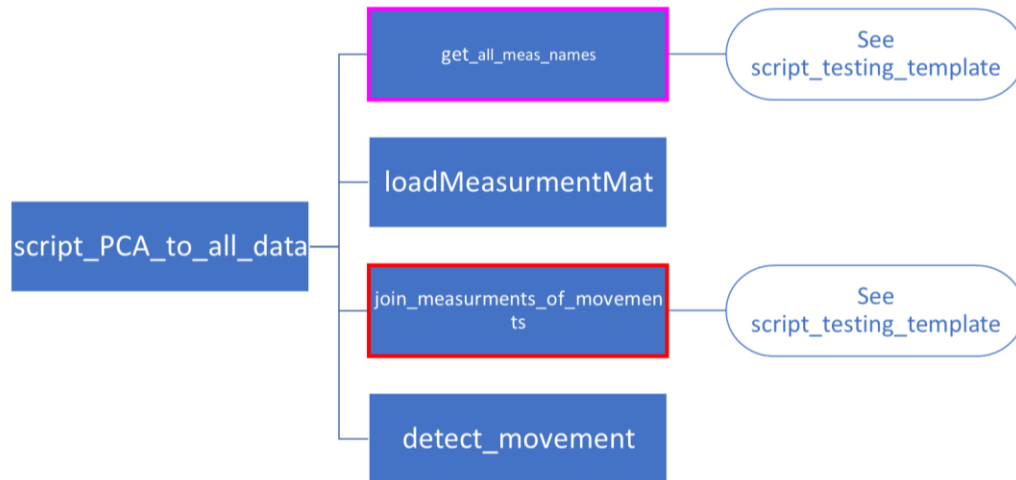 get_all_meas_names
See
script_testing_template
loadMeasurmentMat
script_PCA_to_all_data
join_measurments_of_movemen
ts
See
script_testing_template
detect_movement